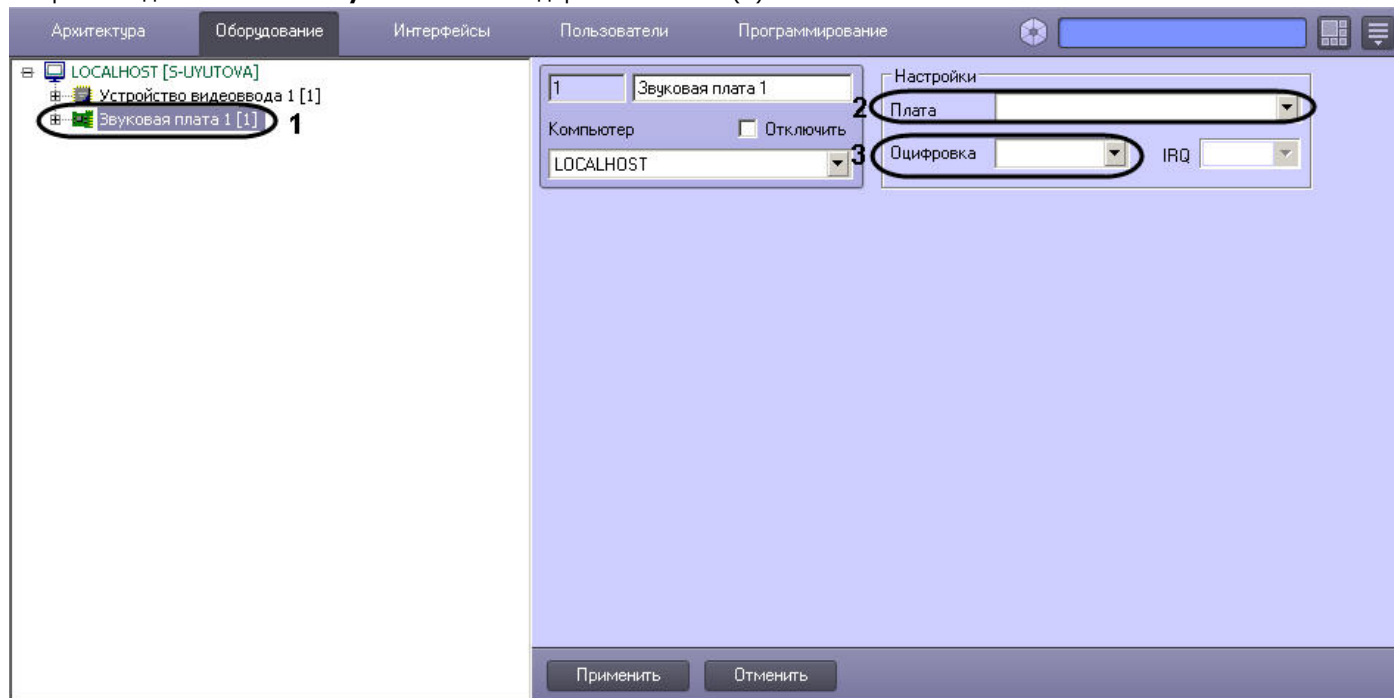 Архитектура Оборудование Интерфейсы Пользователи Программирование
LOCALHOST [S-UYUTOVA]
Устройство видеоввода 1 [1]
Звуковая плата 1 [1] 1
1 Звуковая плата 1
Компьютер Отключить
LOCALHOST
Настройки
2 Плата
3 Оцифровка IRQ
Применить Отменить